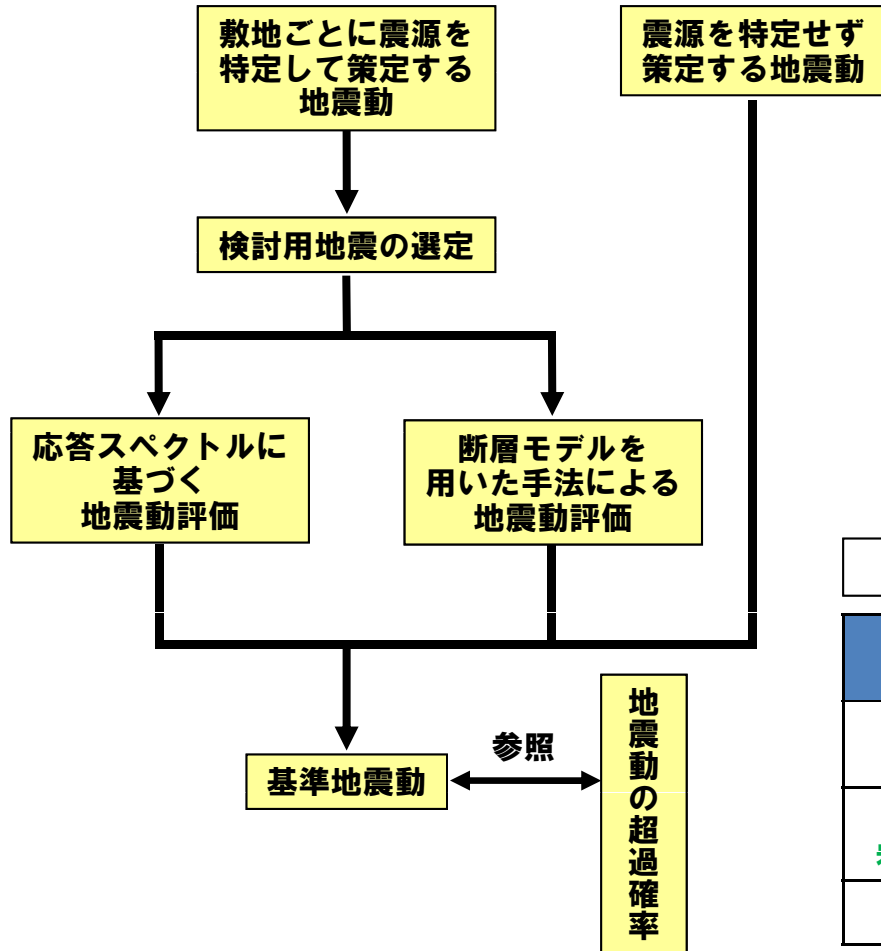 敷地ごとに震源を
特定して策定する
地震動
震源を特定せず
策定する地震動
検討用地震の選定
応答スペクトルに
基づく
地震動評価
断層モデルを
用いた手法による
地震動評価
基準地震動
参照
地震動の超過確率